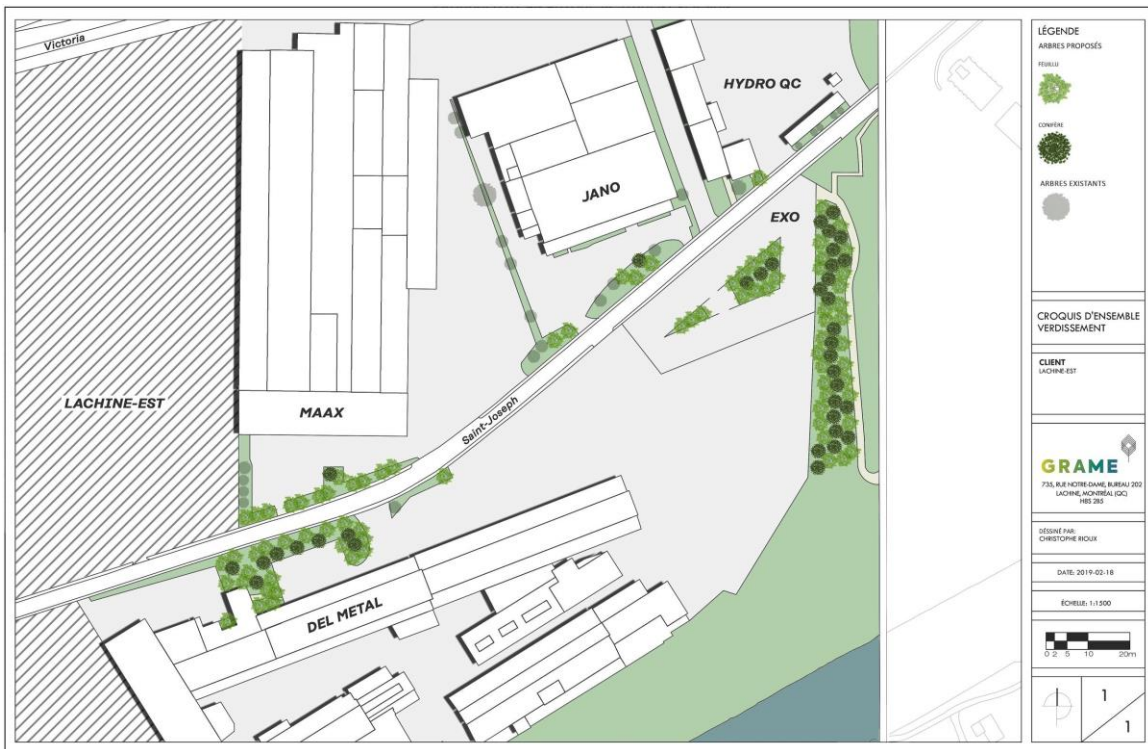 Victoria
HYDRO QC
JANO
EXO
LACHINE-EST
MAAX
Saint-Joseph
DEL METAL
LÉGENDE
ARBRES PROPOSÉS
FEUILLU
CONIFÈRE
ARBRES EXISTANTS
CROQUIS D'ENSEMBLE
VERDISSEMENT
CLIENT
LACHINE-EST
GRAME
735, RUE NOTRE-DAME, BUREAU 202
LACHINE, MONTRÉAL (QC)
H8S 2B5
DESSINÉ PAR:
CHRISTOPHE RIOUX
DATE: 2019-02-18
ÉCHELLE: 1:1500
0 2 5 10 20m
1
1